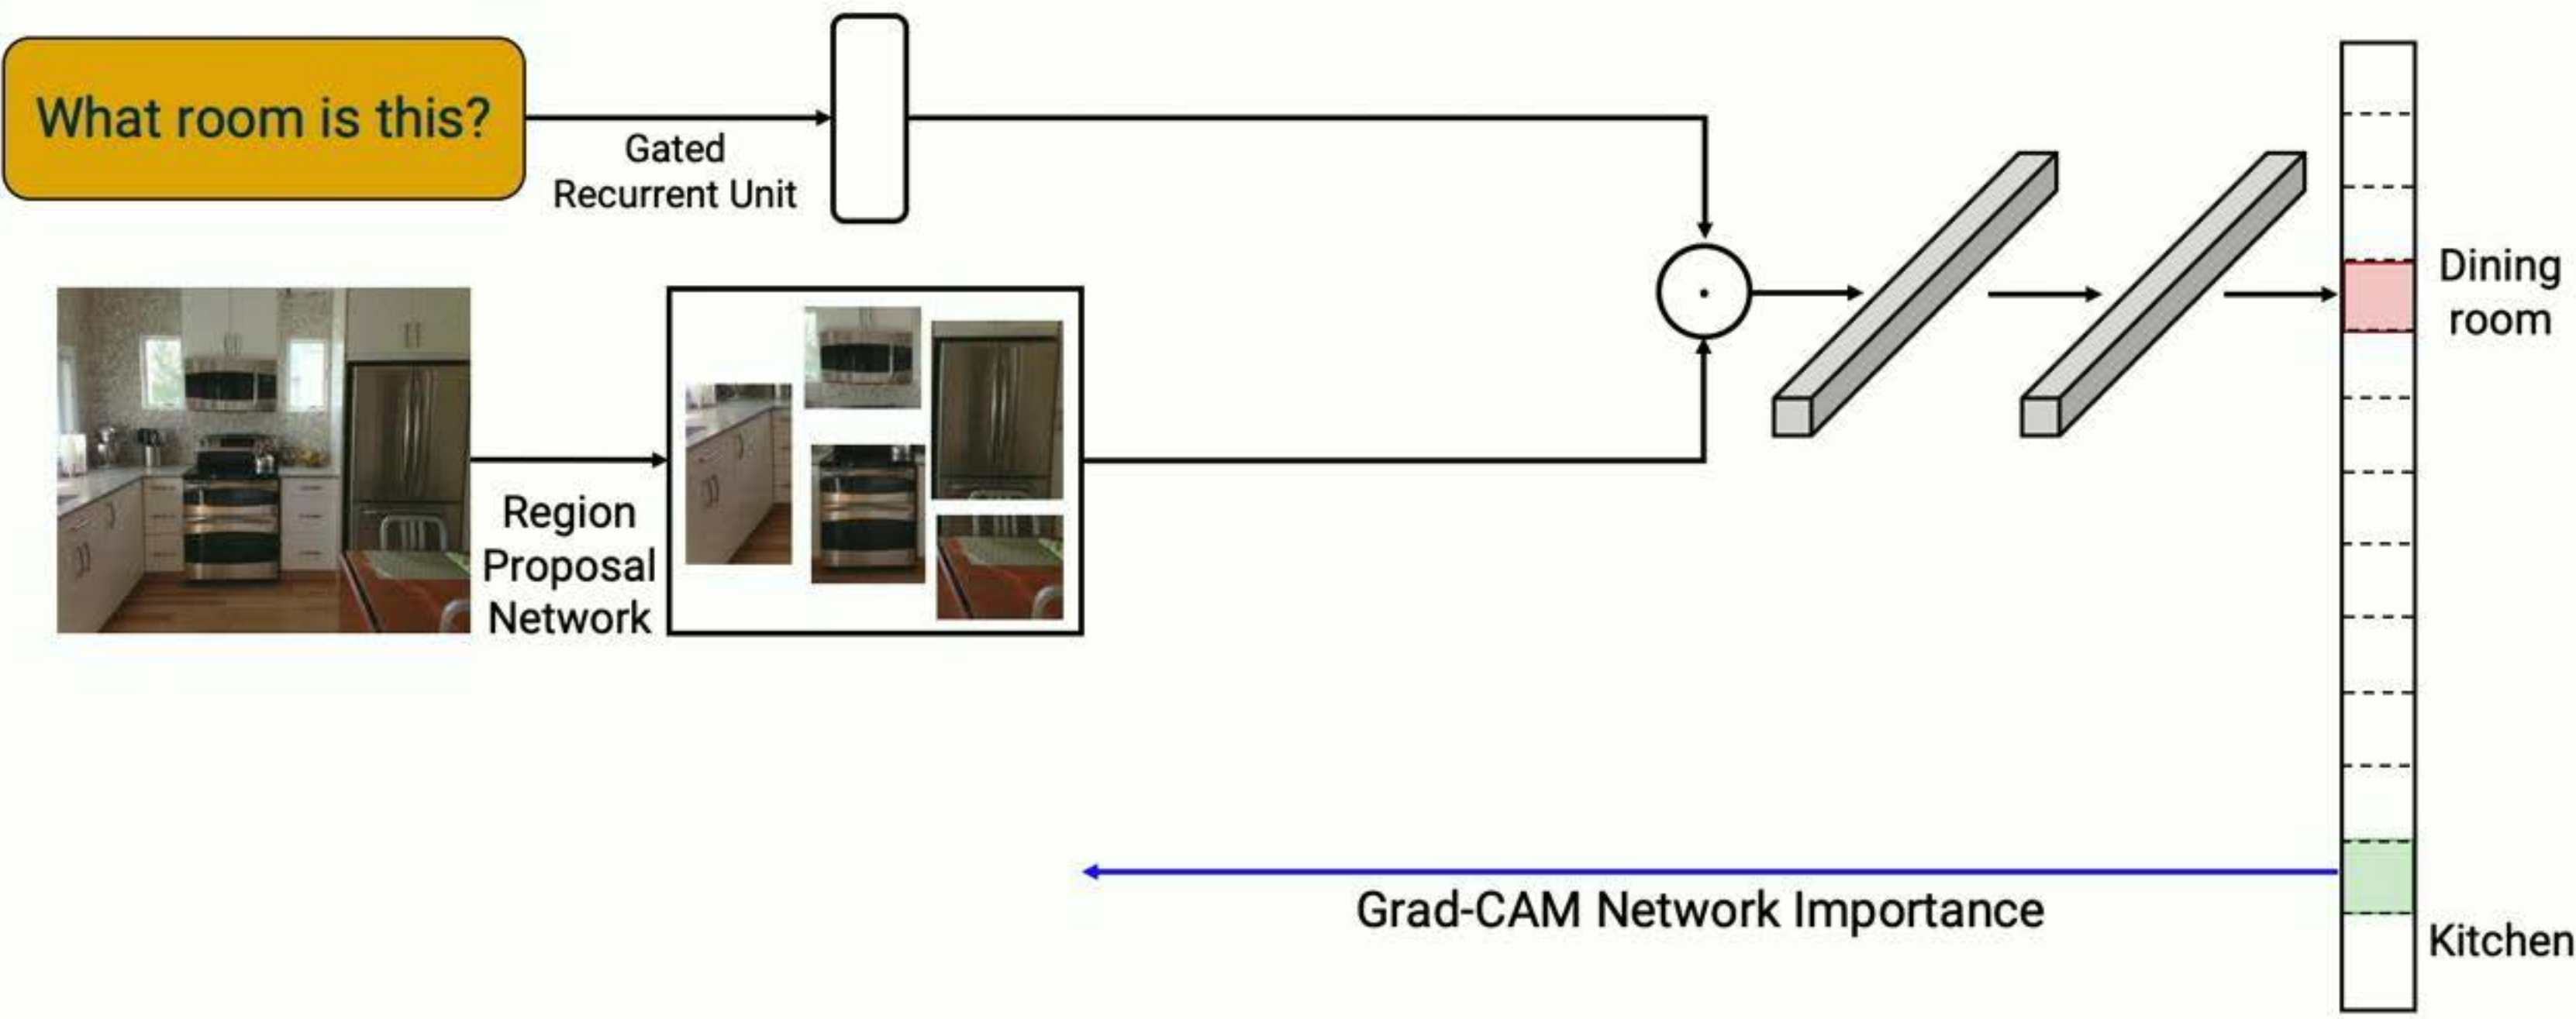 What room is this?
Gated
Recurrent Unit
Region
Proposal
Network
Dining
room
Grad-CAM Network Importance
Kitchen